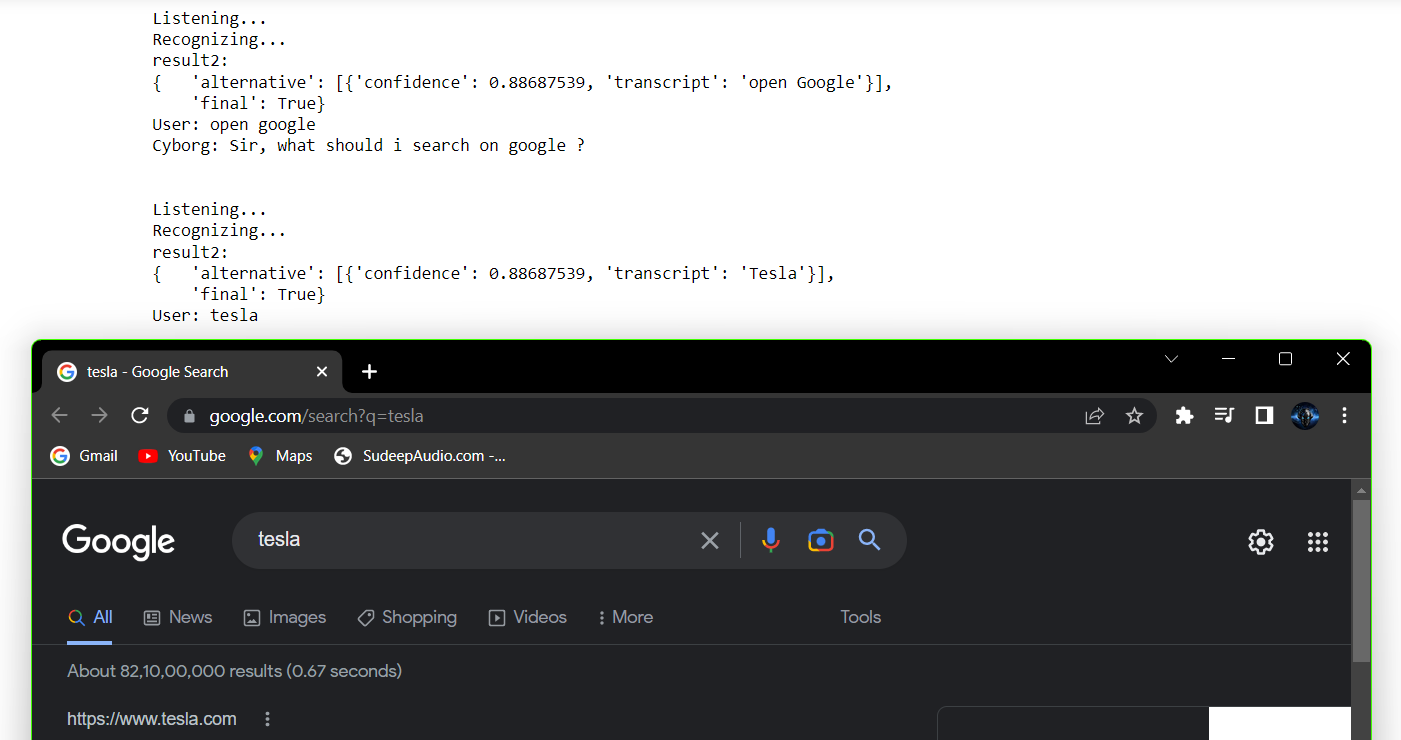 Listening...
Recognizing...
result2:
{   'alternative': [{'confidence': 0.88687539, 'transcript': 'open Google'}],
    'final': True}
User: open google
Cyborg: Sir, what should i search on google ?
Listening...
Recognizing...
result2:
{   'alternative': [{'confidence': 0.88687539, 'transcript': 'Tesla'}],
    'final': True}
User: tesla
tesla - Google Search
google.com/search?q=tesla
Gmail YouTube Maps SudeepAudio.com -...
Google tesla
All News Images Shopping Videos More Tools
About 82,10,00,000 results (0.67 seconds)
https://www.tesla.com